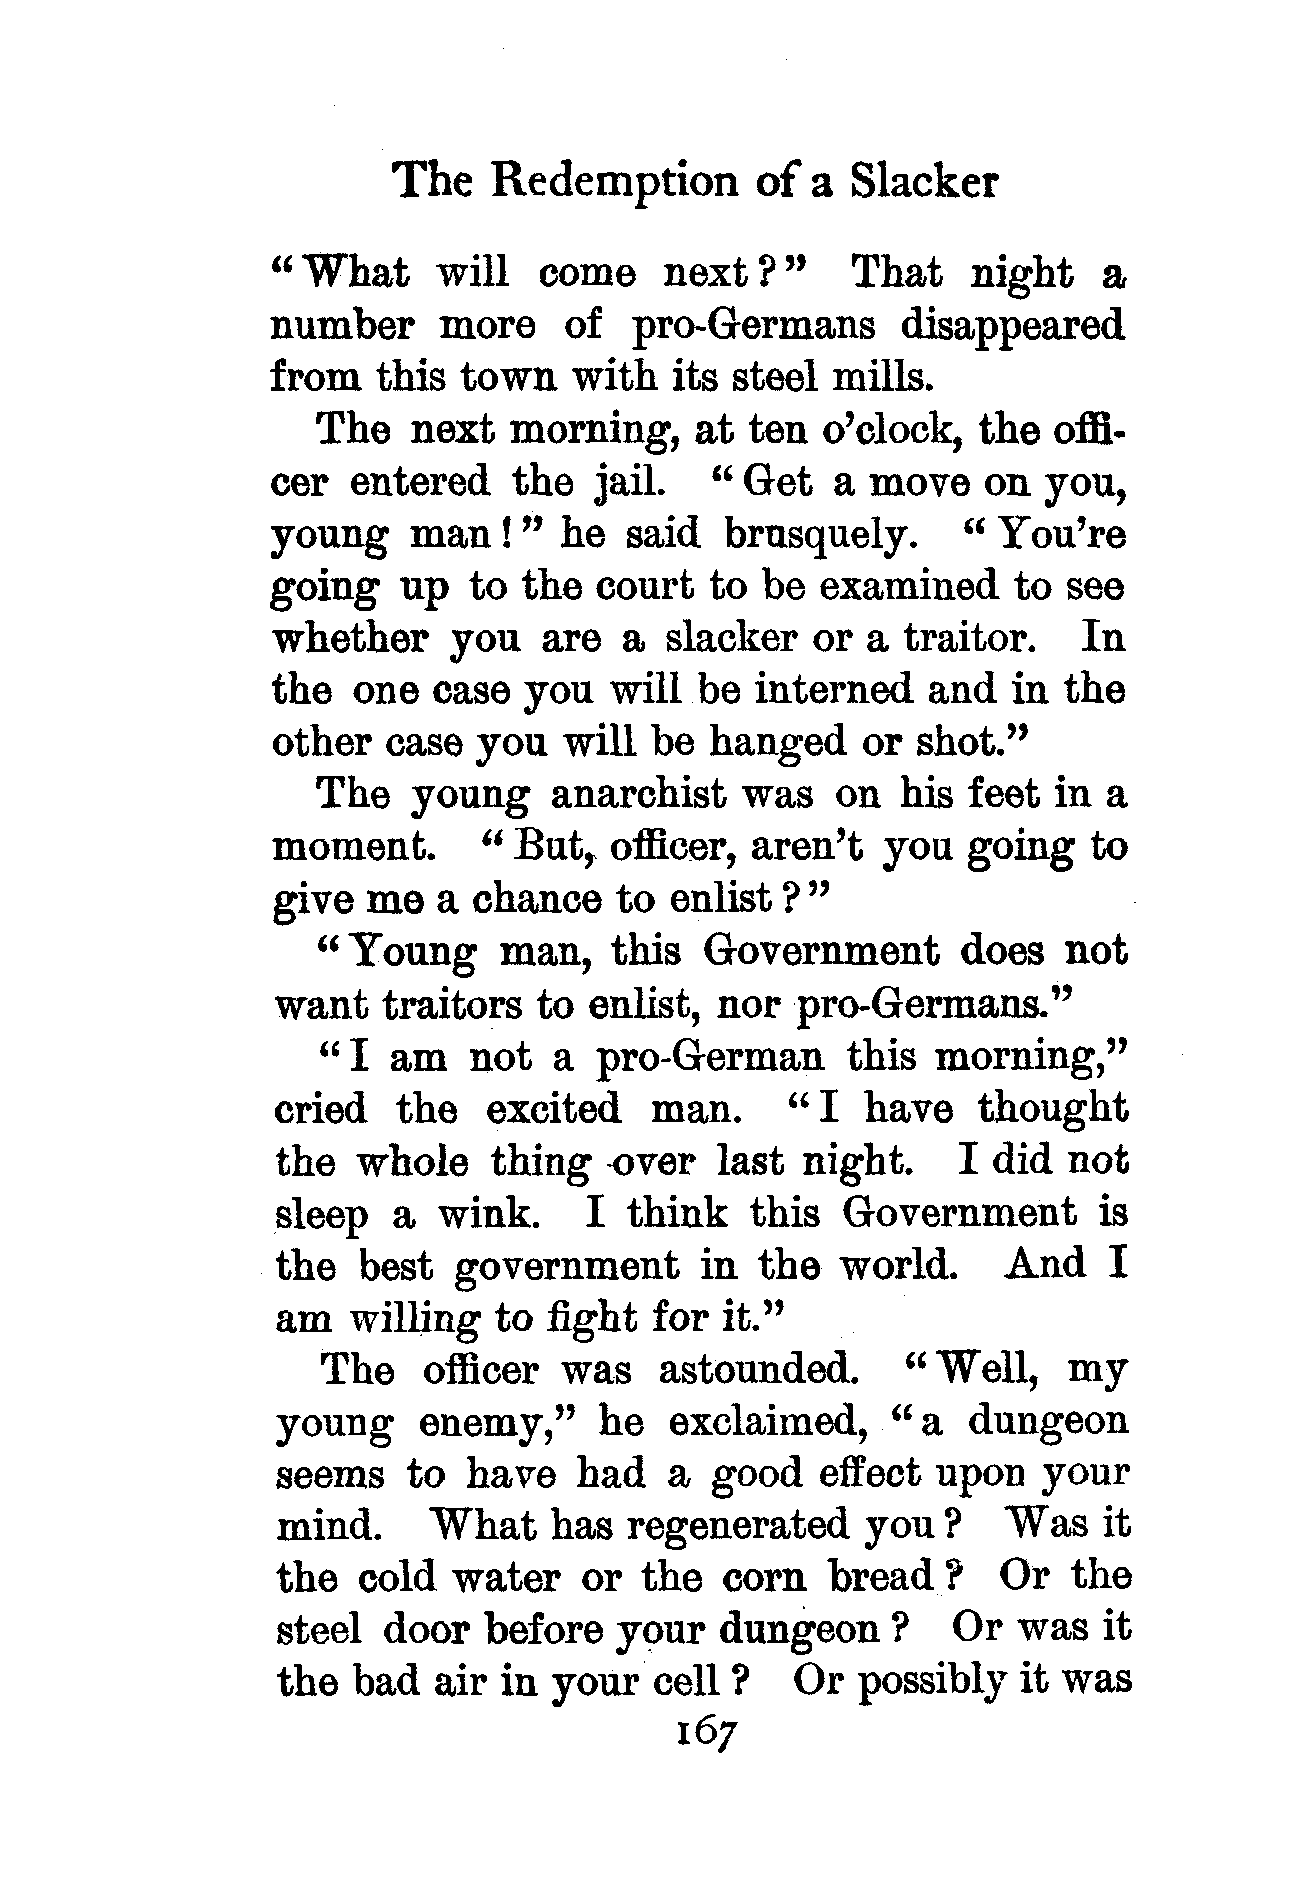 The Redemption of a Slacker
“What will come next?” That night a
number more of pro-Germans disappeared
from this town with its steel mills.
The next morning, at ten o’clock, the offi-
cer entered the jail. “Get a move on you,
young man!” he said brusquely. “You’re
going up to the court to be examined to see
whether you are a slacker or a traitor. In
the one case you will be interned and in the
other case you will be hanged or shot.”
The young anarchist was on his feet in a
moment. “But, officer, aren’t you going to
give me a chance to enlist?”
“Young man, this Government does not
want traitors to enlist, nor pro-Germans.”
“I am not a pro-German this morning,”
cried the excited man. “I have thought
the whole thing over last night. I did not
sleep a wink. I think this Government is
the best government in the world. And I
am willing to fight for it.”
The officer was astounded. “Well, my
young enemy,” he exclaimed, “a dungeon
seems to have had a good effect upon your
mind. What has regenerated you? Was it
the cold water or the corn bread? Or the
steel door before your dungeon? Or was it
the bad air in your cell? Or possibly it was
167